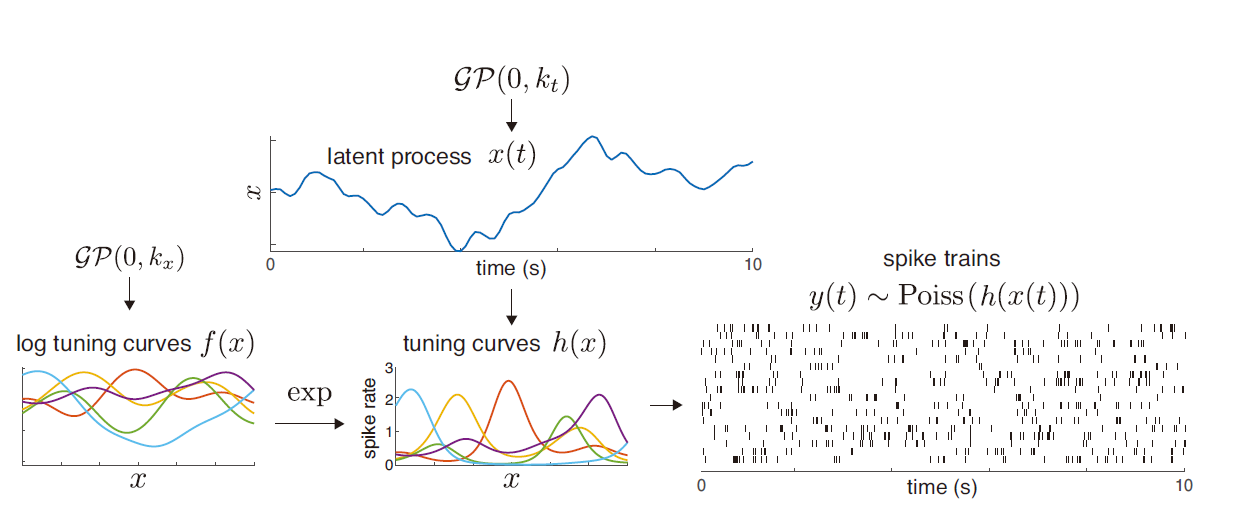 𝒢𝒫(0, k_t)
latent process x(t)
x
0
time (s)
10
𝒢𝒫(0, k_x)
log tuning curves f(x)
x
exp
tuning curves h(x)
spike rate
3
2
1
0
x
spike trains
y(t) ∼ Poiss(h(x(t)))
0
time (s)
10